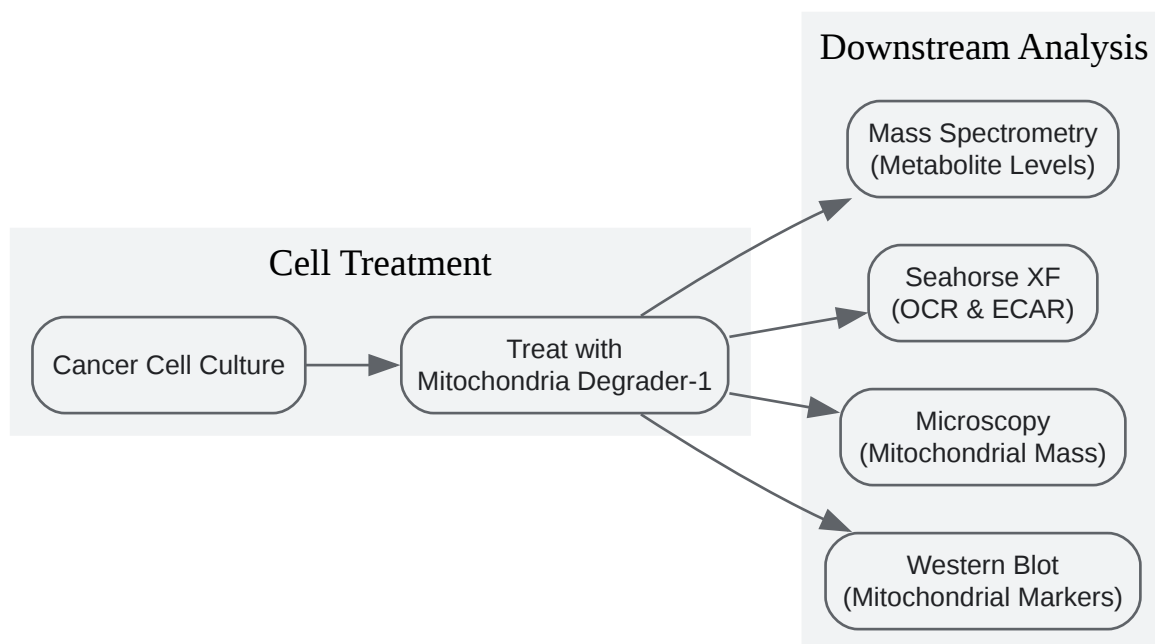 Cell Treatment
Cancer Cell Culture
Treat with
Mitochondria Degrader-1
Downstream Analysis
Mass Spectrometry
(Metabolite Levels)
Seahorse XF
(OCR & ECAR)
Microscopy
(Mitochondrial Mass)
Western Blot
(Mitochondrial Markers)